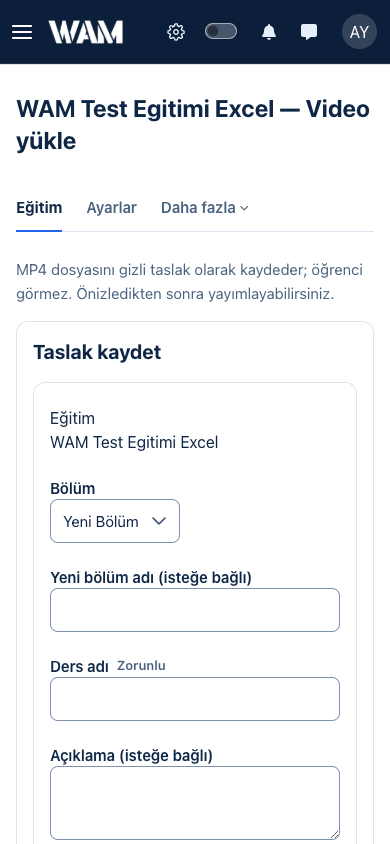 WAM
AY
WAM Test Egitimi Excel — Video
yükle
Eğitim
Ayarlar
Daha fazla
MP4 dosyasını gizli taslak olarak kaydeder; öğrenci
görmez. Önizledikten sonra yayımlayabilirsiniz.
Taslak kaydet
Eğitim
WAM Test Egitimi Excel
Bölüm
Yeni Bölüm
Yeni bölüm adı (isteğe bağlı)
Ders adı Zorunlu
Açıklama (isteğe bağlı)